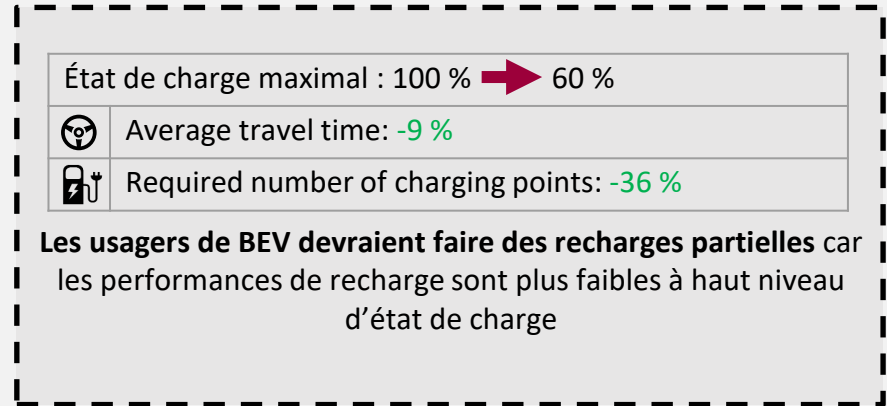 État de charge maximal : 100 % 60 %
Average travel time: -9 %
Required number of charging points: -36 %
Les usagers de BEV devraient faire des recharges partielles car
les performances de recharge sont plus faibles à haut niveau
d’état de charge